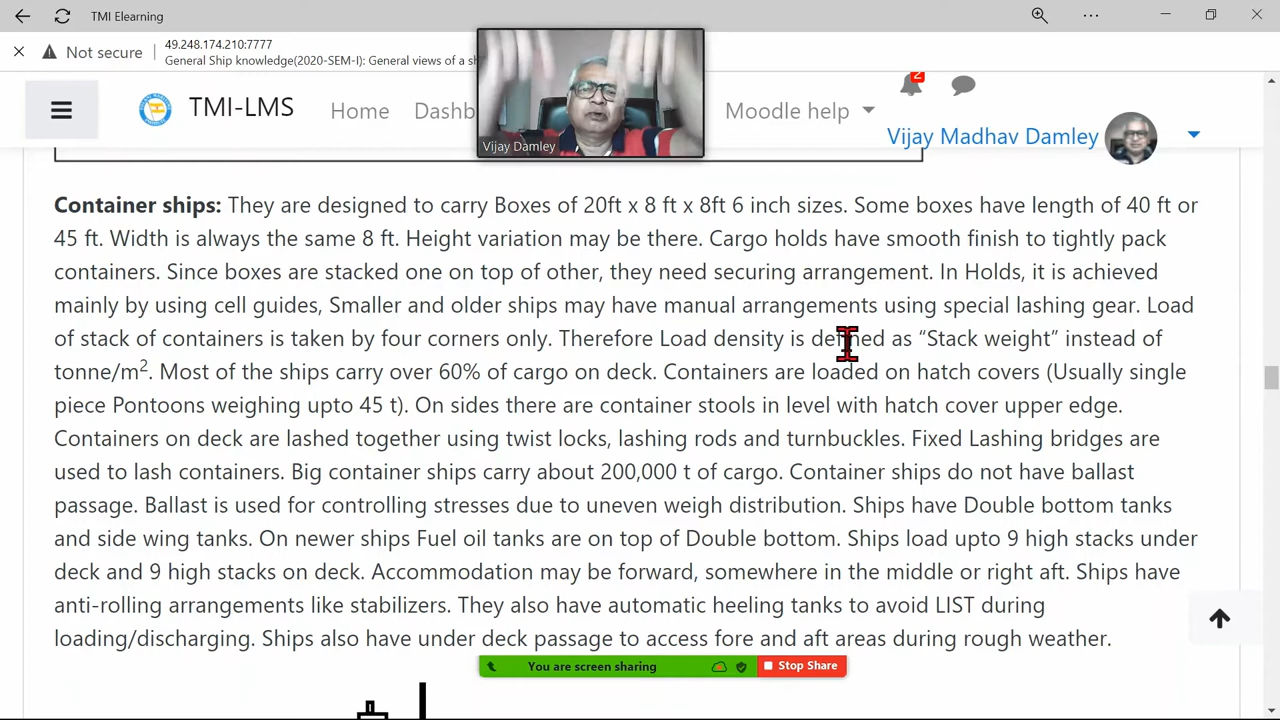 TMI Elearning
Not secure
49.248.174.210:7777
General Ship knowledge(2020-SEM-I): General views of a sh
TMI-LMS
Home
Dashb
Moodle help
2
Vijay Madhav Damley
Vijay Damley
Container ships: They are designed to carry Boxes of 20ft x 8 ft x 8ft 6 inch sizes. Some boxes have length of 40 ft or
45 ft. Width is always the same 8 ft. Height variation may be there. Cargo holds have smooth finish to tightly pack
containers. Since boxes are stacked one on top of other, they need securing arrangement. In Holds, it is achieved
mainly by using cell guides, Smaller and older ships may have manual arrangements using special lashing gear. Load
of stack of containers is taken by four corners only. Therefore Load density is defined as “Stack weight” instead of
tonne/m². Most of the ships carry over 60% of cargo on deck. Containers are loaded on hatch covers (Usually single
piece Pontoons weighing upto 45 t). On sides there are container stools in level with hatch cover upper edge.
Containers on deck are lashed together using twist locks, lashing rods and turnbuckles. Fixed Lashing bridges are
used to lash containers. Big container ships carry about 200,000 t of cargo. Container ships do not have ballast
passage. Ballast is used for controlling stresses due to uneven weigh distribution. Ships have Double bottom tanks
and side wing tanks. On newer ships Fuel oil tanks are on top of Double bottom. Ships load upto 9 high stacks under
deck and 9 high stacks on deck. Accommodation may be forward, somewhere in the middle or right aft. Ships have
anti-rolling arrangements like stabilizers. They also have automatic heeling tanks to avoid LIST during
loading/discharging. Ships also have under deck passage to access fore and aft areas during rough weather.
You are screen sharing
Stop Share